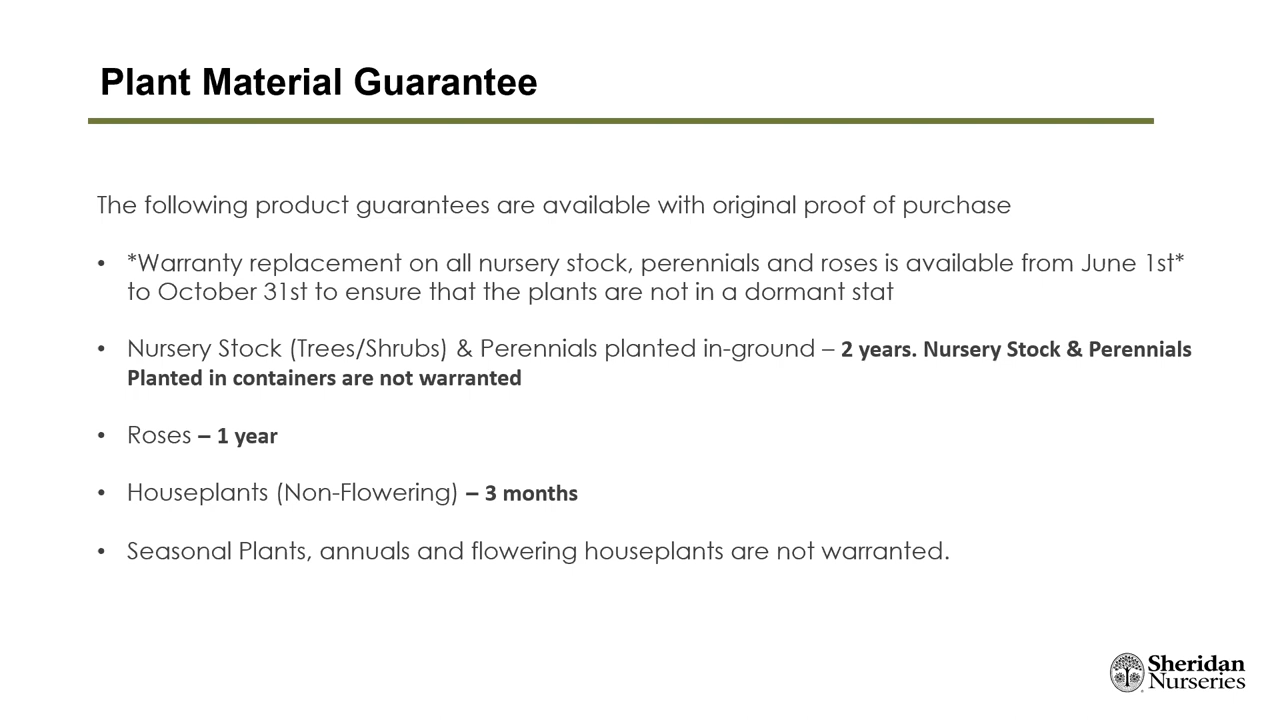 Plant Material Guarantee
The following product guarantees are available with original proof of purchase
• *Warranty replacement on all nursery stock, perennials and roses is available from June 1st*
to October 31st to ensure that the plants are not in a dormant stat
• Nursery Stock (Trees/Shrubs) & Perennials planted in-ground – 2 years. Nursery Stock & Perennials
Planted in containers are not warranted
• Roses – 1 year
• Houseplants (Non-Flowering) – 3 months
• Seasonal Plants, annuals and flowering houseplants are not warranted.
Sheridan
Nurseries